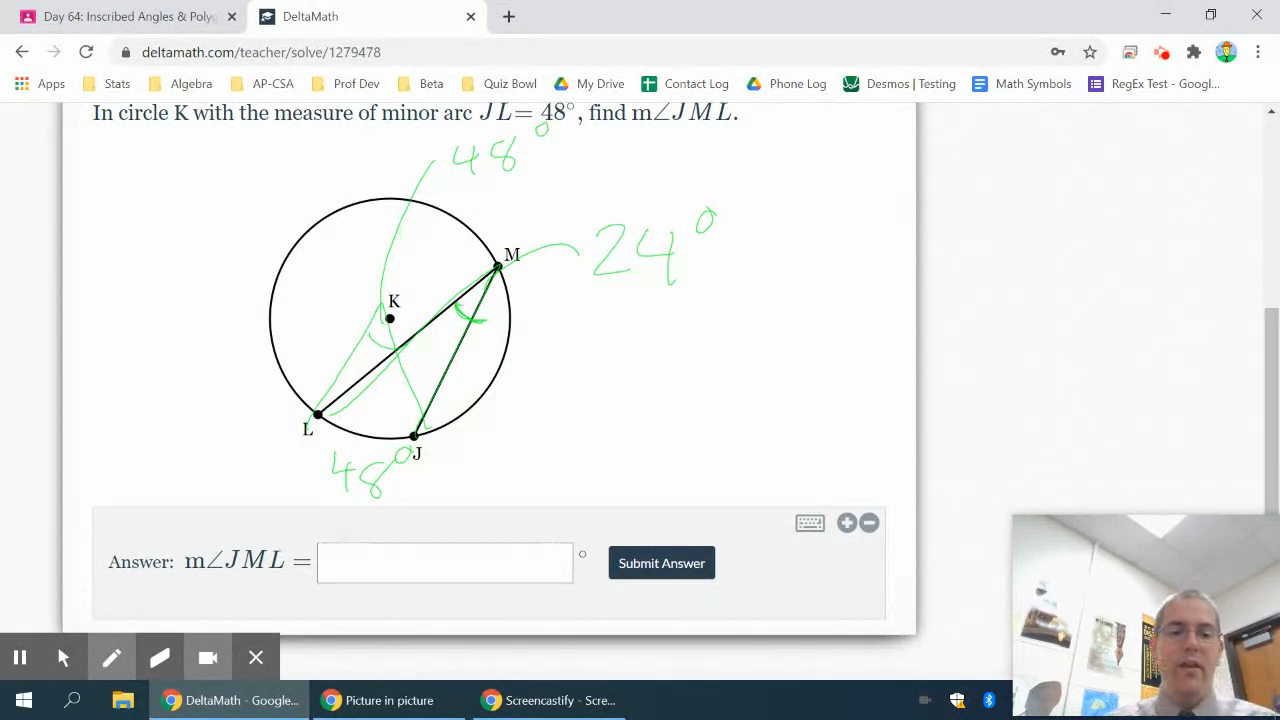 Day 64: Inscribed Angles & Polyg
DeltaMath
deltamath.com/teacher/solve/1279478
Apps
Stats
Algebra
AP-CSA
Prof Dev
Beta
Quiz Bowl
My Drive
Contact Log
Phone Log
Desmos | Testing
Math Symbols
RegEx Test - Google...
In circle K with the measure of minor arc JL= 48°, find m∠JML.
48°
24°
M
K
L
J
48°
Answer: m∠JML = °
Submit Answer
DeltaMath - Google...
Picture in picture
Screencastify - Scre...